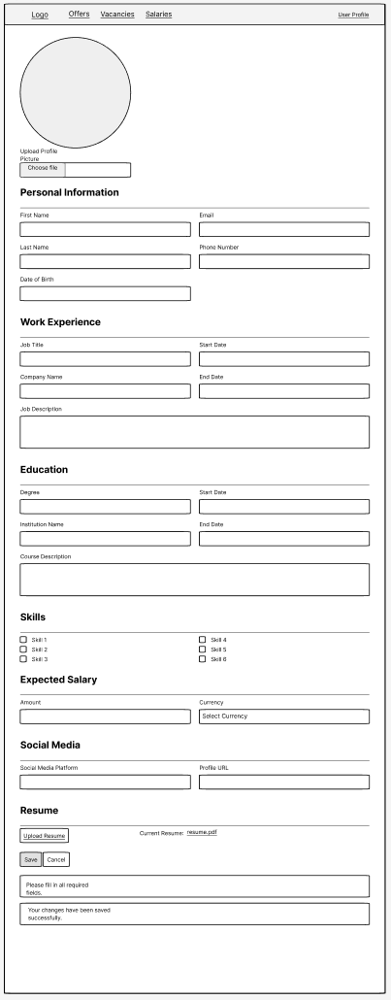 Logo Offers Vacancies Salaries User Profile
Upload Profile
Picture
Choose file
Personal Information
First Name Email
Last Name Phone Number
Date of Birth
Work Experience
Job Title Start Date
Company Name End Date
Job Description
Education
Degree Start Date
Institution Name End Date
Course Description
Skills
Skill 1 Skill 4
Skill 2 Skill 5
Skill 3 Skill 6
Expected Salary
Amount Currency
Select Currency
Social Media
Social Media Platform Profile URL
Resume
Upload Resume Current Resume: resume.pdf
Save Cancel
Please fill in all required
fields.
Your changes have been saved
successfully.